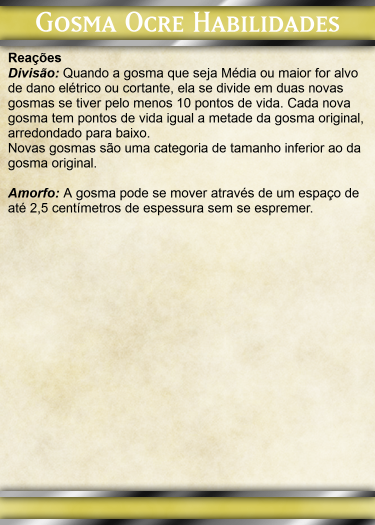 Gosma Ocre Habilidades
Reações
Divisão: Quando a gosma que seja Média ou maior for alvo
de dano elétrico ou cortante, ela se divide em duas novas
gosmas se tiver pelo menos 10 pontos de vida. Cada nova
gosma tem pontos de vida igual a metade da gosma original,
arredondado para baixo.
Novas gosmas são uma categoria de tamanho inferior ao da
gosma original.
Amorfo: A gosma pode se mover através de um espaço de
até 2,5 centímetros de espessura sem se espremer.